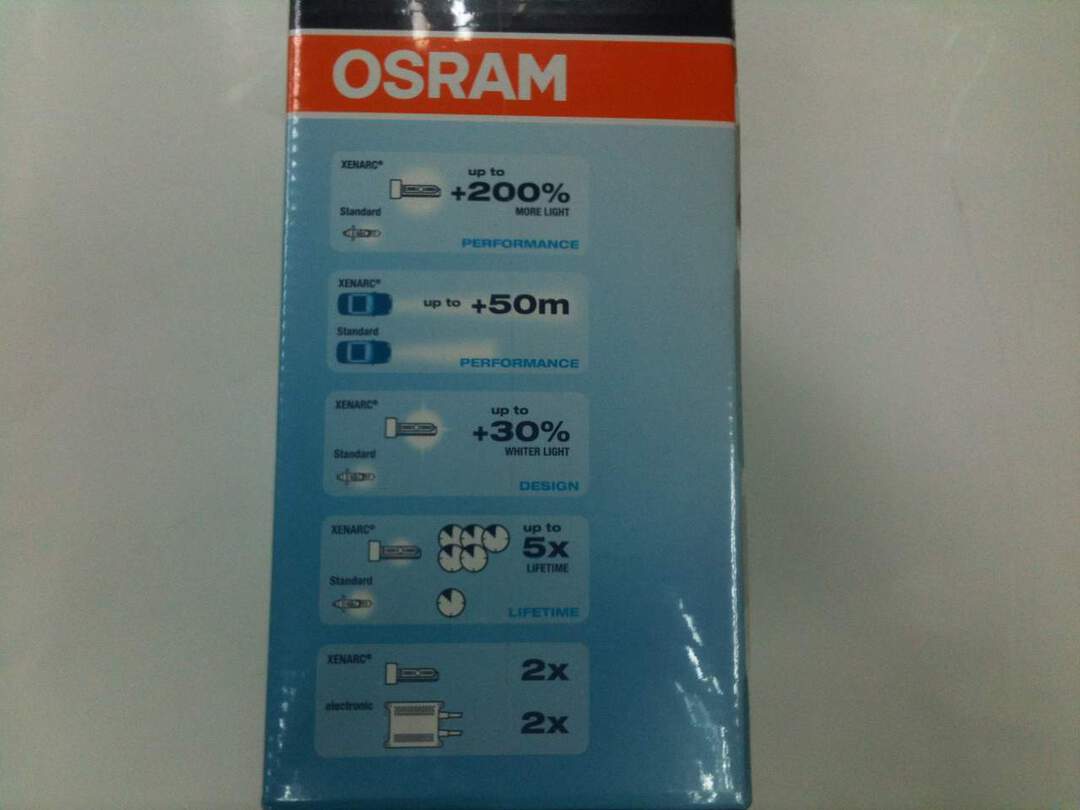 OSRAM
XENARC®
up to
+200%
MORE LIGHT
Standard
PERFORMANCE
XENARC®
up to +50m
Standard
PERFORMANCE
XENARC®
up to
+30%
WHITER LIGHT
Standard
DESIGN
XENARC®
up to
5x
LIFETIME
Standard
LIFETIME
XENARC®
2x
electronic
2x